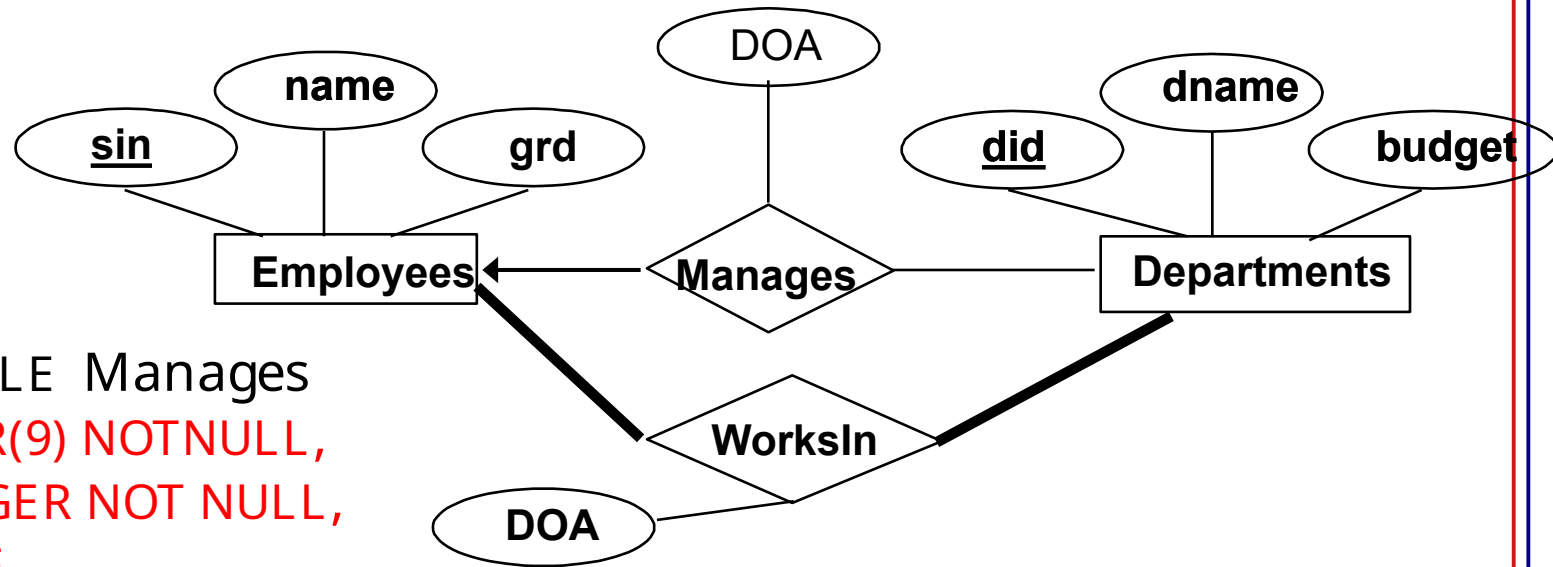 DOA
name
dname
sin
grd
did
budget
Employees
Manages
Departments
LE Manages
R(9) NOTNULL,
WorksIn
GER NOT NULL,
DOA